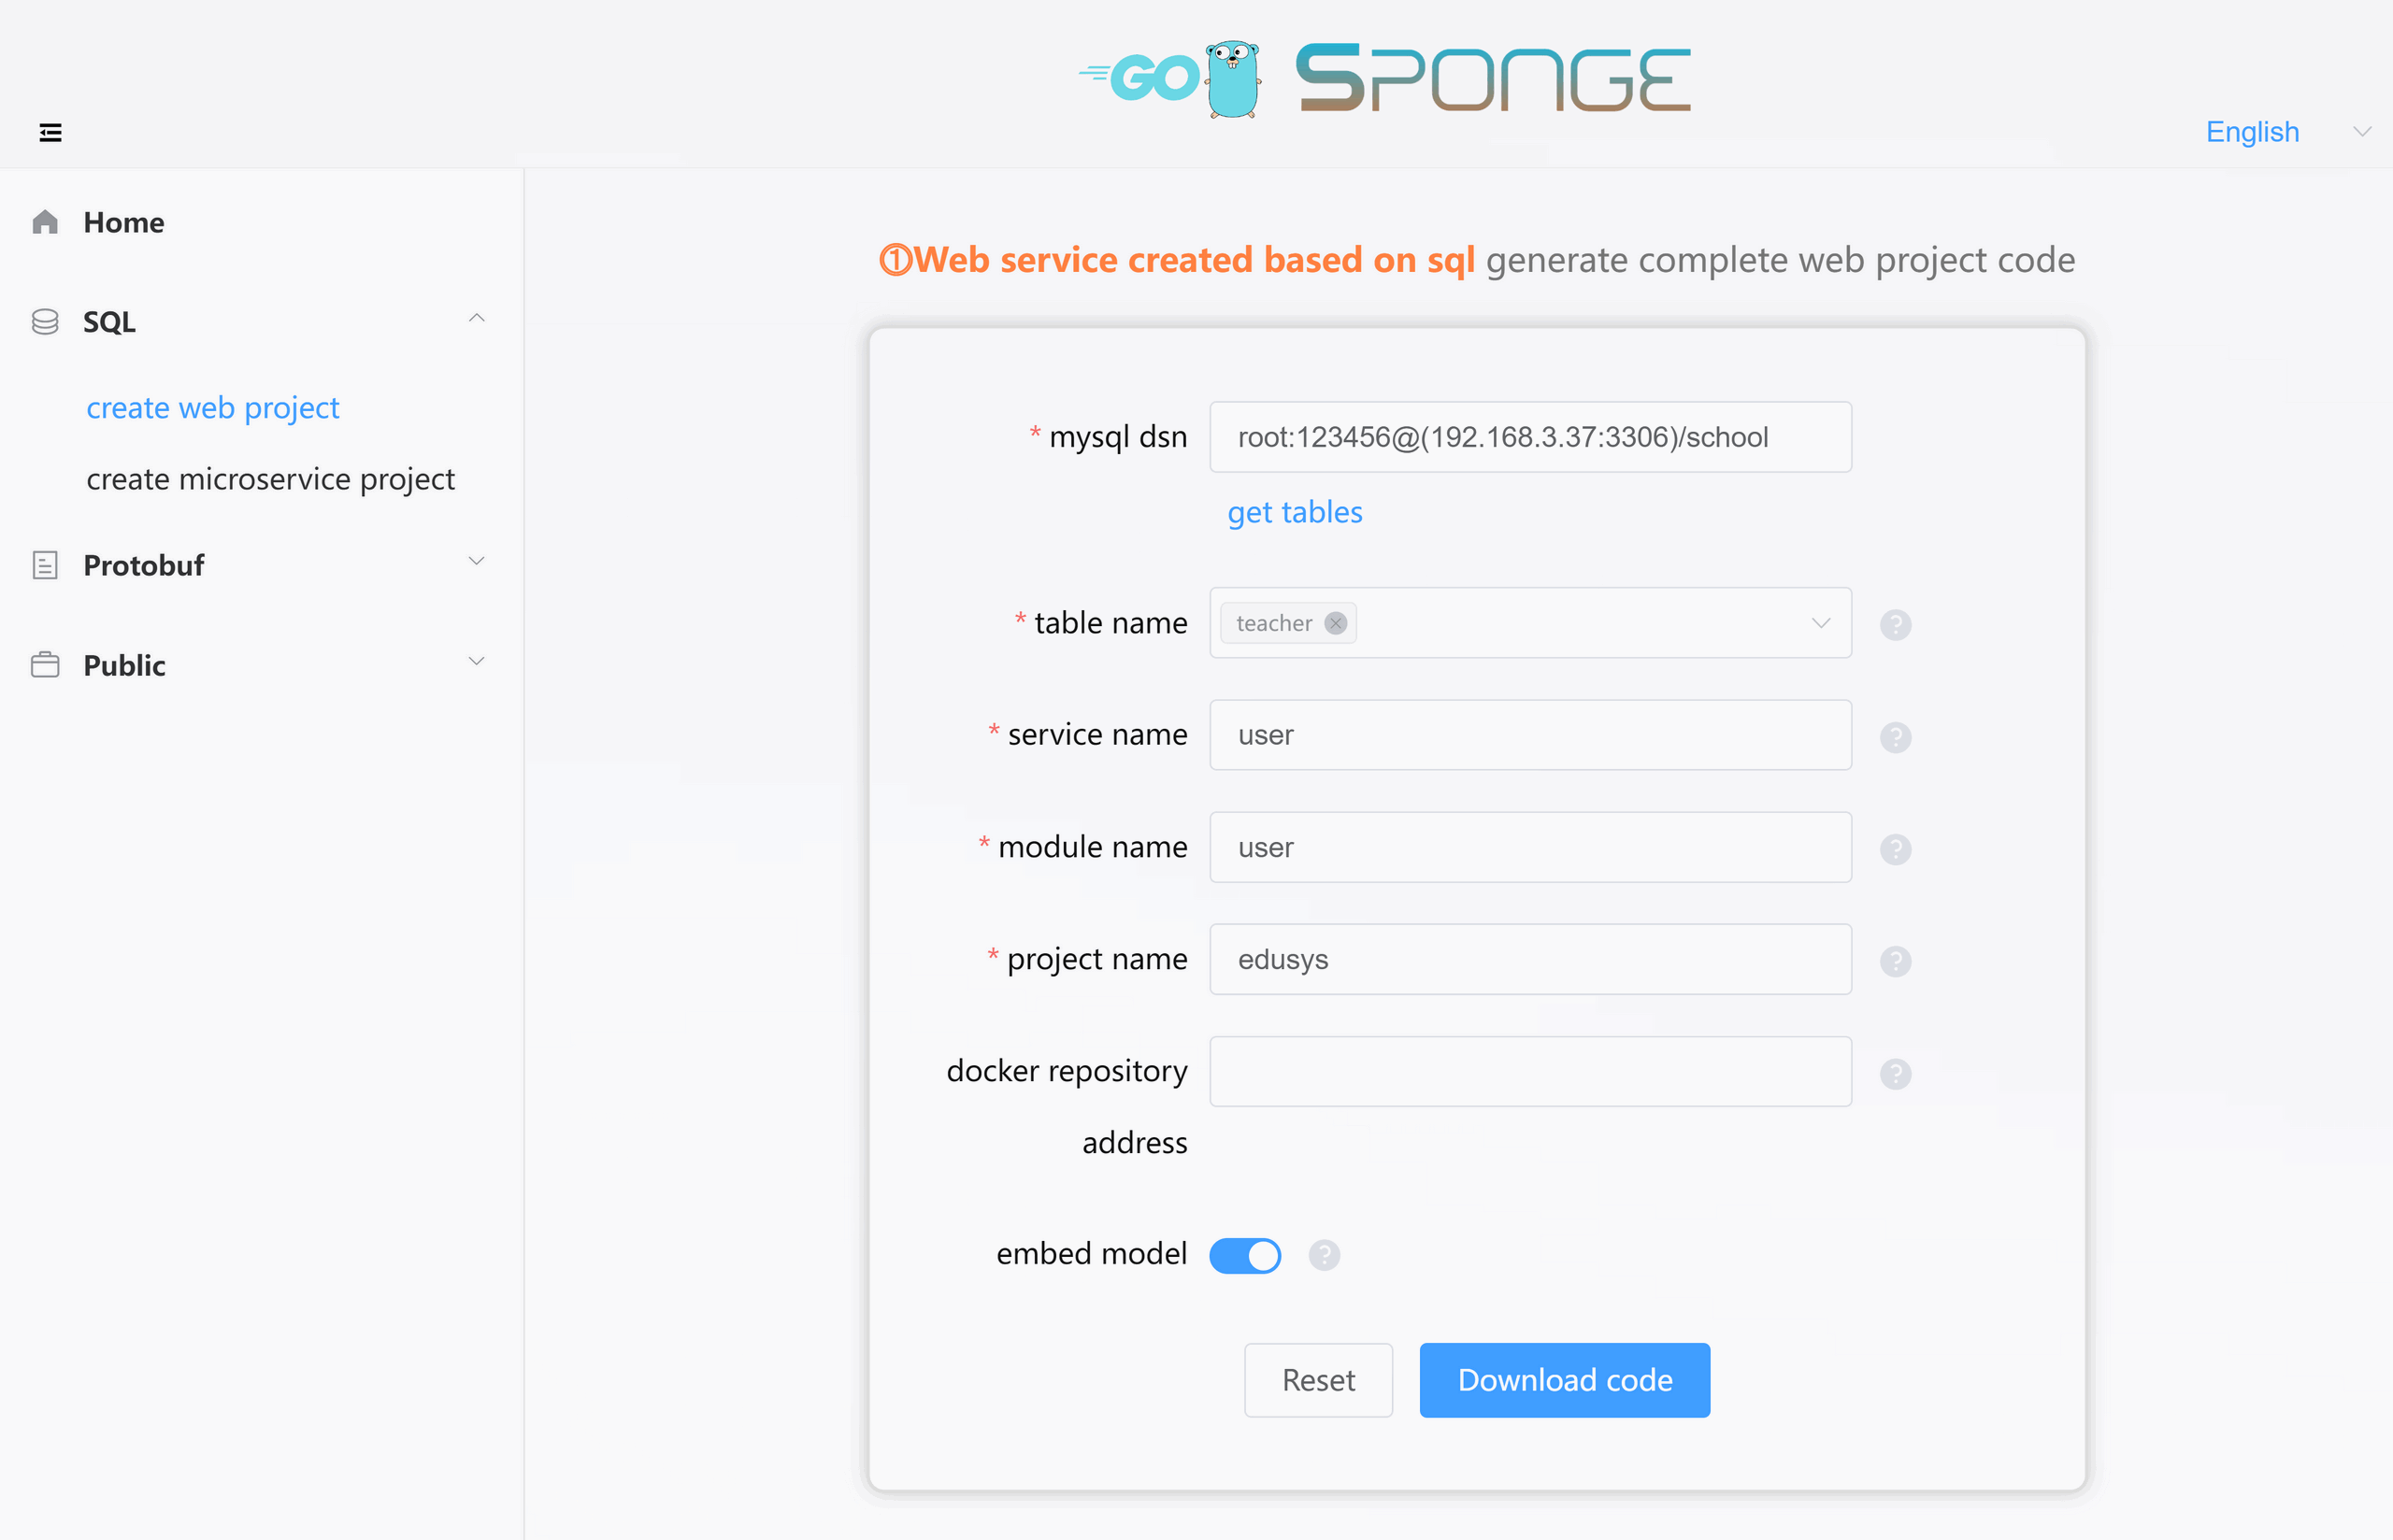 GO SPONGE
English
Home
①Web service created based on sql generate complete web project code
SQL
create web project
create microservice project
Protobuf
Public
* mysql dsn root:123456@(192.168.3.37:3306)/school
get tables
* table name teacher
* service name user
* module name user
* project name edusys
docker repository
address
embed model
Reset Download code